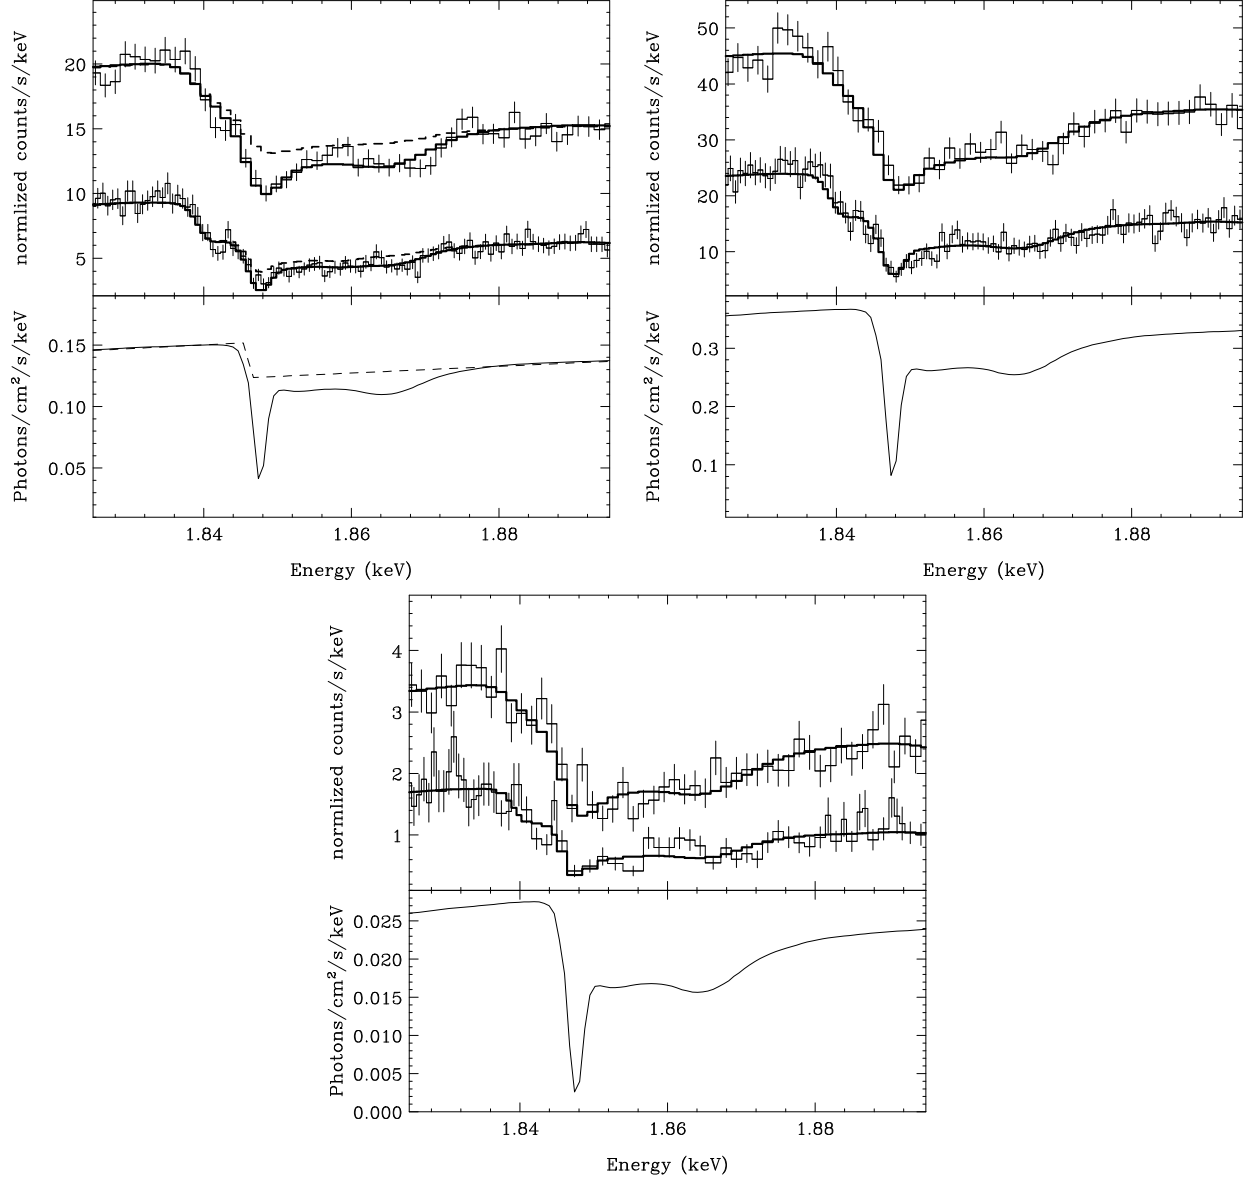 normlized counts/s/keV
20
15
10
5
Photons/cm²/s/keV
0.15
0.10
0.05
1.84 1.86 1.88
Energy (keV)
normlized counts/s/keV
50
40
30
20
10
Photons/cm²/s/keV
0.3
0.2
0.1
1.84 1.86 1.88
Energy (keV)
normlized counts/s/keV
4
3
2
1
Photons/cm²/s/keV
0.025
0.020
0.015
0.010
0.005
0.000
1.84 1.86 1.88
Energy (keV)